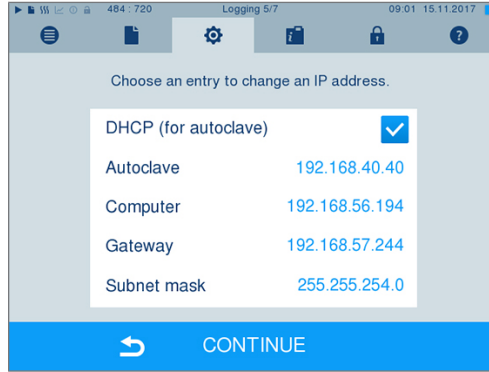 484 : 720 Logging 5/7 09:01 15.11.2017
Choose an entry to change an IP address.
DHCP (for autoclave)
Autoclave 192.168.40.40
Computer 192.168.56.194
Gateway 192.168.57.244
Subnet mask 255.255.254.0
CONTINUE